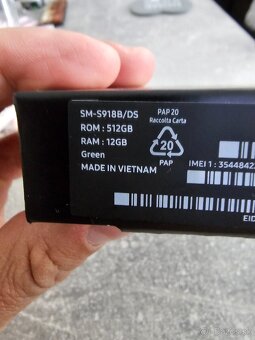 SM-S918B/DS
ROM : 512GB
RAM : 12GB
Green
MADE IN VIETNAM
PAP 20
Raccolta Carta
20
PAP
IMEI 1 : 3544842
EID